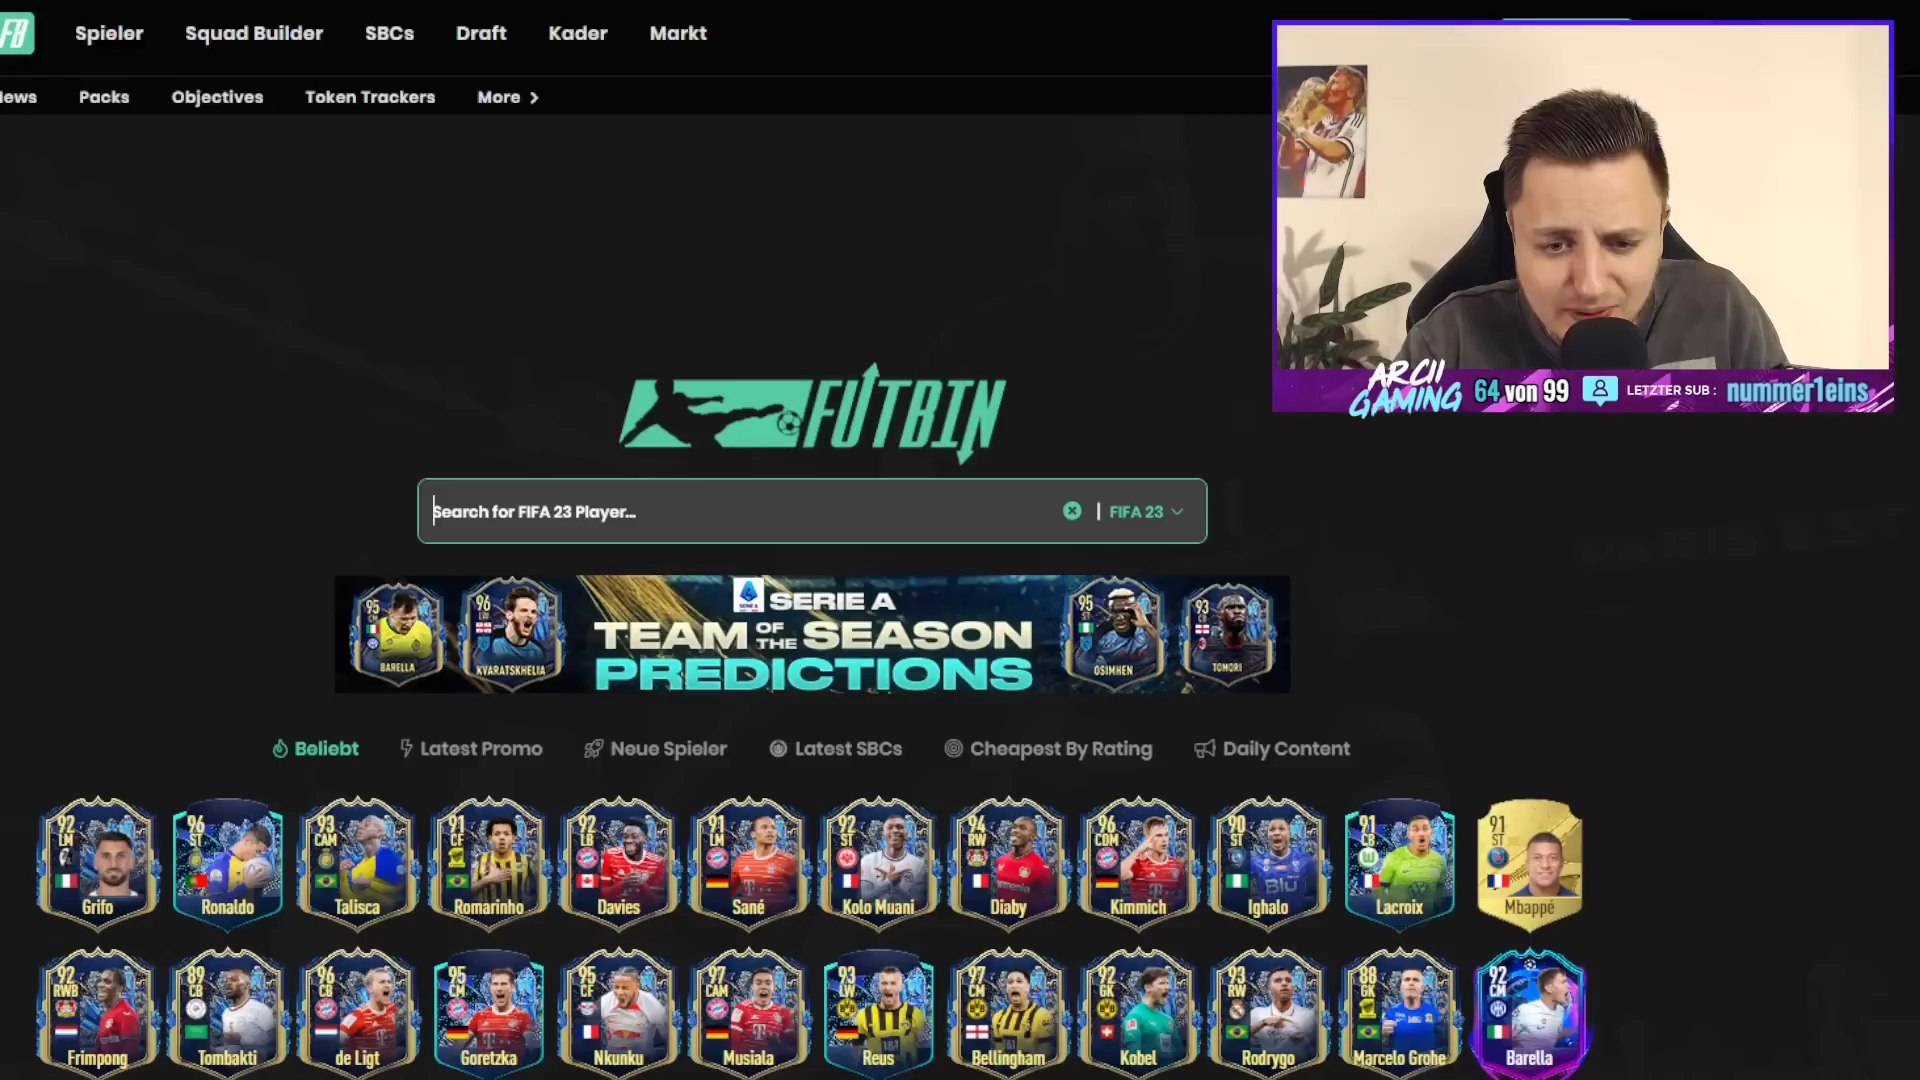 FB
Spieler
Squad Builder
SBCs
Draft
Kader
Markt
News
Packs
Objectives
Token Trackers
More
ARCII
GAMING
64 von 99
LETZTER SUB :
nummer1eins
FUTBIN
Search for FIFA 23 Player...
FIFA 23
95
CM
BARELLA
96
LW
KVARATSKHELIA
SERIE A
TEAM OF THE SEASON
PREDICTIONS
95
ST
OSIMHEN
93
CB
TOMORI
Beliebt
Latest Promo
Neue Spieler
Latest SBCs
Cheapest By Rating
Daily Content
92
LM
Grifo
96
ST
Ronaldo
93
CAM
Talisca
91
CF
Romarinho
92
LB
Davies
91
LM
Sané
92
ST
Kolo Muani
94
RW
Diaby
96
CDM
Kimmich
90
ST
Ighalo
91
CB
Lacroix
91
ST
Mbappé
92
RWB
Frimpong
89
CB
Tombakti
96
CB
de Ligt
95
CM
Goretzka
95
CF
Nkunku
97
CAM
Musiala
93
LW
Reus
97
CM
Bellingham
92
GK
Kobel
93
RW
Rodrygo
88
GK
Marcelo Grohe
92
CM
Barella